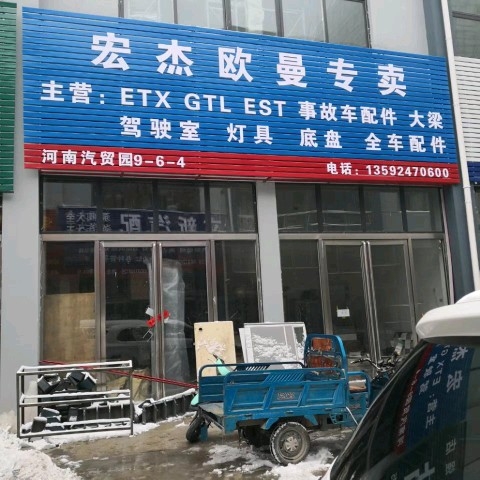 宏杰欧曼专卖
主营：ETX GTL EST 事故车配件 大梁
驾驶室 灯具 底盘 全车配件
河南汽贸园9-6-4 电话：13592470600